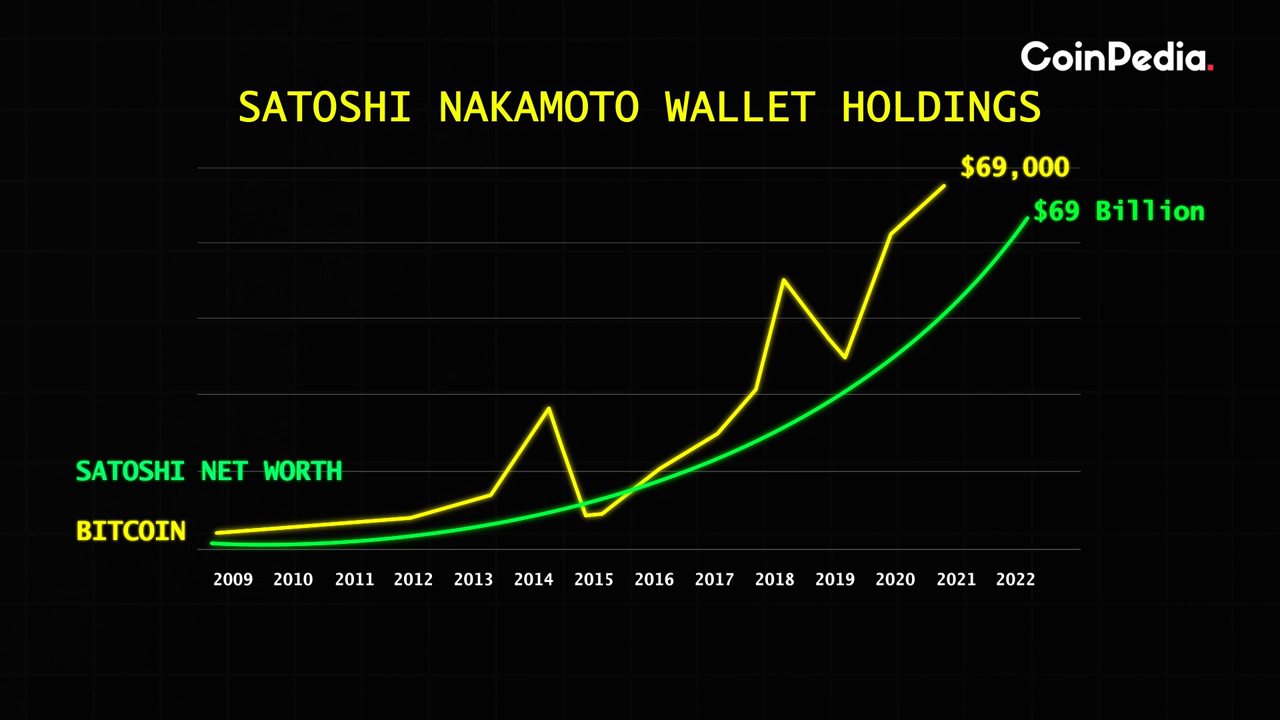 CoinPedia.
SATOSHI NAKAMOTO WALLET HOLDINGS
$69,000
$69 Billion
SATOSHI NET WORTH
BITCOIN
2009 2010 2011 2012 2013 2014 2015 2016 2017 2018 2019 2020 2021 2022